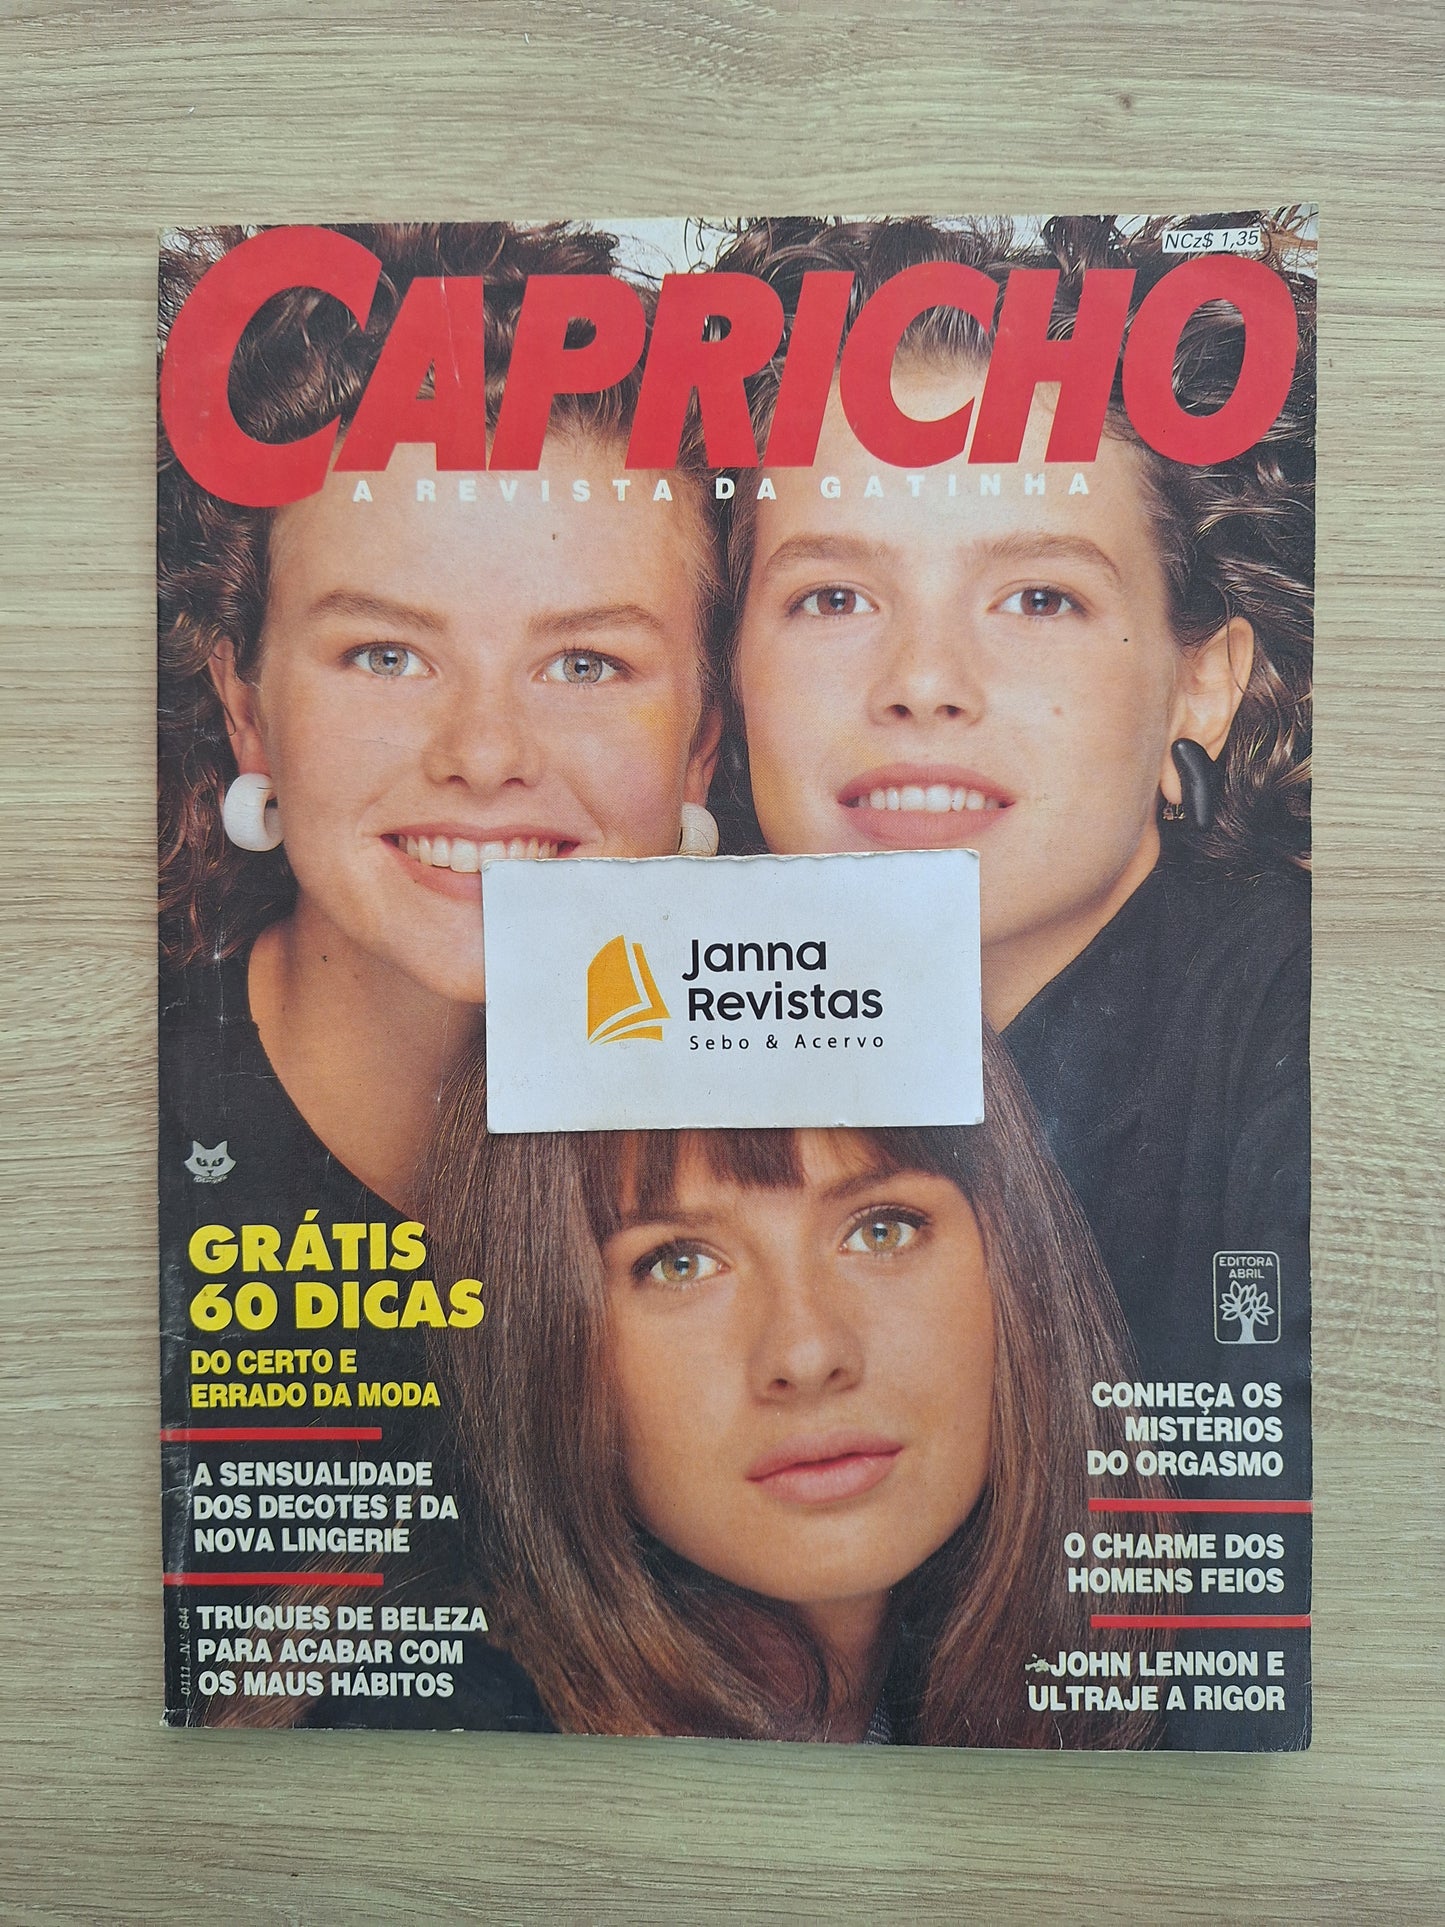 NCz$ 1,35
CAPRICHO
A REVISTA DA GATINHA
Janna
Revistas
Sebo & Acervo
GRÁTIS
60 DICAS
DO CERTO E
ERRADO DA MODA
A SENSUALIDADE
DOS DECOTES E DA
NOVA LINGERIE
TRUQUES DE BELEZA
PARA ACABAR COM
OS MAUS HÁBITOS
0111 - N.º 644
EDITORA
ABRIL
CONHEÇA OS
MISTÉRIOS
DO ORGASMO
O CHARME DOS
HOMENS FEIOS
JOHN LENNON E
ULTRAJE A RIGOR